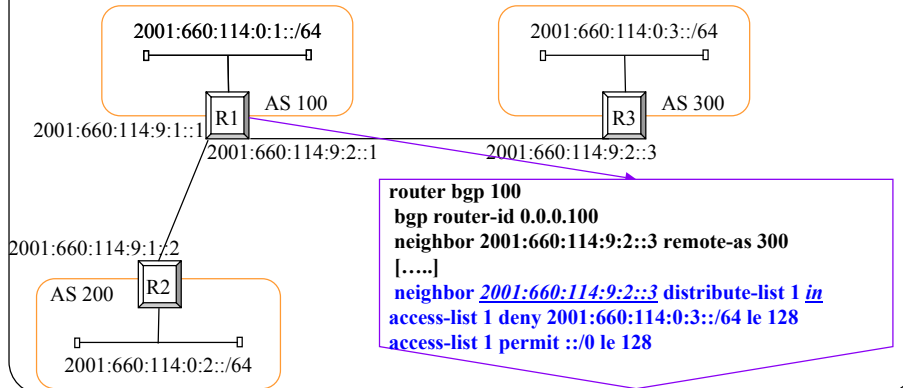 2001:660:114:0:1::/64
2001:660:114:0:3::/64
R1
AS 100
R3
AS 300
2001:660:114:9:1::1
2001:660:114:9:2::1
2001:660:114:9:2::3
router bgp 100
bgp router-id 0.0.0.100
neighbor 2001:660:114:9:2::3 remote-as 300
[…..]
neighbor 2001:660:114:9:2::3 distribute-list 1 in
access-list 1 deny 2001:660:114:0:3::/64 le 128
access-list 1 permit ::/0 le 128
2001:660:114:9:1::2
AS 200
R2
2001:660:114:0:2::/64